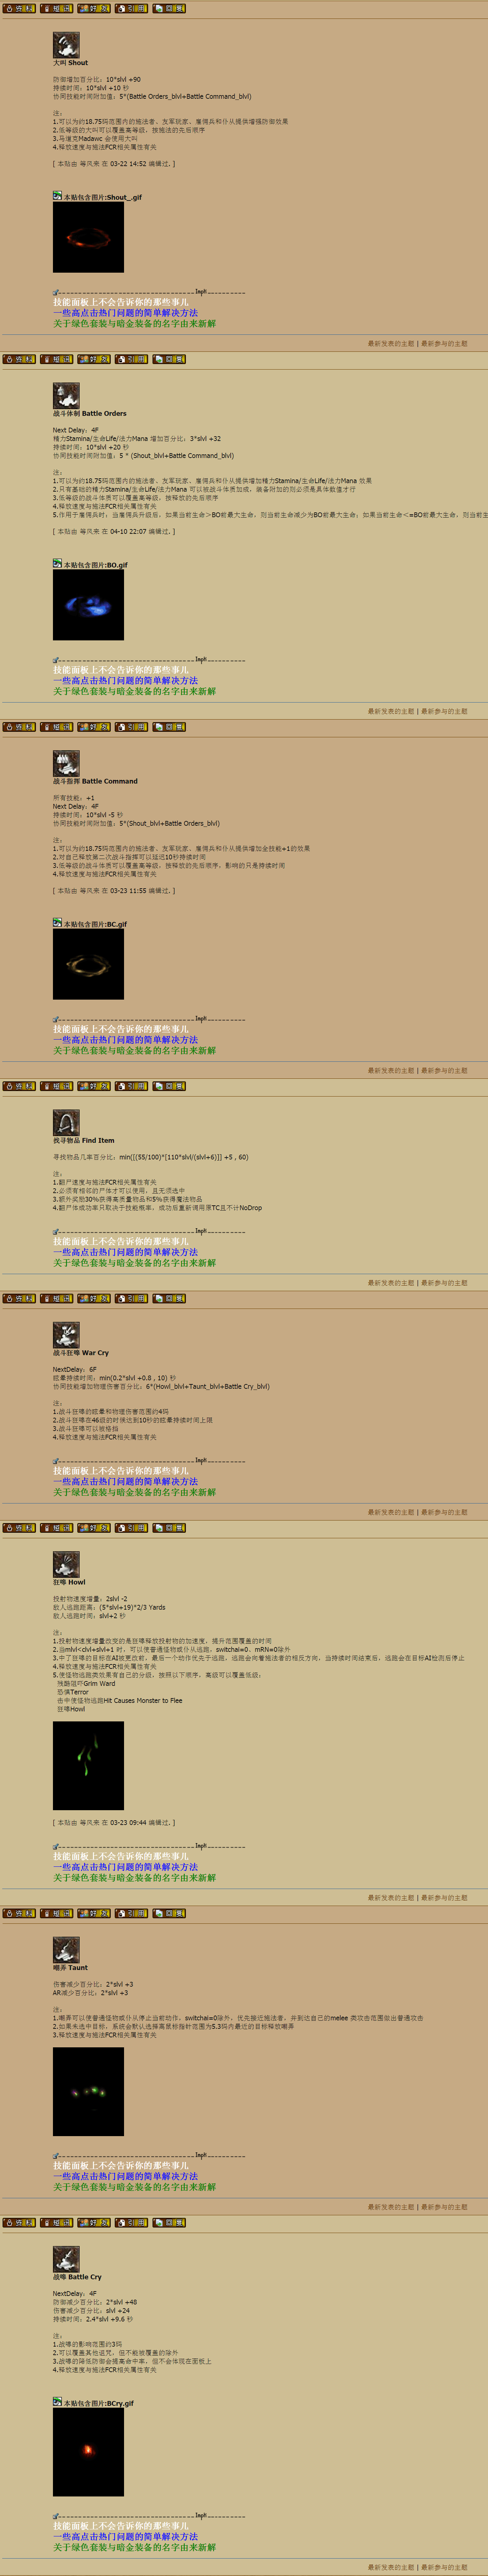 大叫 Shout
防御增加百分比：10*slvl +90
持续时间：10*slvl +10 秒
协同技能时间附加值：5*(Battle Orders_blvl+Battle Command_blvl)
注：
1.可以为约18.75码范围内的施法者、友军玩家、雇佣兵和仆从提供增强防御效果
2.低等级的大叫可以覆盖高等级，按施法的先后顺序
3.马道克Madawc 会使用大叫
4.释放速度与施法FCR相关属性有关
[ 本贴由 等风来 在 03-22 14:52 编辑过. ]
本贴包含图片:Shout_.gif
技能面板上不会告诉你的那些事儿
一些高点击热门问题的简单解决方法
关于绿色套装与暗金装备的名字由来新解
最新发表的主题 | 最新参与的主题
战斗体制 Battle Orders
Next Delay：4F
精力Stamina/生命Life/法力Mana 增加百分比：3*slvl +32
持续时间：10*slvl +20 秒
协同技能时间附加值：5 * (Shout_blvl+Battle Command_blvl)
注：
1.可以为约18.75码范围内的施法者、友军玩家、雇佣兵和仆从提供增加精力Stamina/生命Life/法力Mana 效果
2.只有基础的精力Stamina/生命Life/法力Mana 可以被战斗体质加成，装备附加的则必须是具体数值才行
3.低等级的战斗体质可以覆盖高等级，按释放的先后顺序
4.释放速度与施法FCR相关属性有关
5.作用于雇佣兵时，当雇佣兵升级后，如果当前生命＞BO前最大生命，则当前生命减少为BO前最大生命；如果当前生命＜=BO前最大生命，则当前生
[ 本贴由 等风来 在 04-10 22:07 编辑过. ]
本贴包含图片:BO.gif
技能面板上不会告诉你的那些事儿
一些高点击热门问题的简单解决方法
关于绿色套装与暗金装备的名字由来新解
最新发表的主题 | 最新参与的主题
战斗指挥 Battle Command
所有技能：+1
Next Delay：4F
持续时间：10*slvl -5 秒
协同技能时间附加值：5*(Shout_blvl+Battle Orders_blvl)
注：
1.可以为约18.75码范围内的施法者、友军玩家、雇佣兵和仆从提供增加全技能+1的效果
2.对自己释放第二次战斗指挥可以延迟10秒持续时间
3.低等级的战斗体质可以覆盖高等级，按释放的先后顺序，影响的只是持续时间
4.释放速度与施法FCR相关属性有关
[ 本贴由 等风来 在 03-23 11:55 编辑过. ]
本贴包含图片:BC.gif
技能面板上不会告诉你的那些事儿
一些高点击热门问题的简单解决方法
关于绿色套装与暗金装备的名字由来新解
最新发表的主题 | 最新参与的主题
找寻物品 Find Item
寻找物品几率百分比：min([(55/100)*[110*slvl/(slvl+6)]] +5 , 60)
注：
1.翻尸速度与施法FCR相关属性有关
2.必须有相邻的尸体才可以使用，且无须选中
3.额外奖励30%获得高质量物品和5%获得魔法物品
4.翻尸体成功率只取决于技能概率，成功后重新调用原TC且不计NoDrop
技能面板上不会告诉你的那些事儿
一些高点击热门问题的简单解决方法
关于绿色套装与暗金装备的名字由来新解
最新发表的主题 | 最新参与的主题
战斗狂嗥 War Cry
NextDelay：6F
眩晕持续时间：min(0.2*slvl +0.8 , 10) 秒
协同技能增加物理伤害百分比：6*(Howl_blvl+Taunt_blvl+Battle Cry_blvl)
注：
1.战斗狂嗥的眩晕和物理伤害范围约4码
2.战斗狂嗥在46级的时候达到10秒的眩晕持续时间上限
3.战斗狂嗥可以被格挡
4.释放速度与施法FCR相关属性有关
技能面板上不会告诉你的那些事儿
一些高点击热门问题的简单解决方法
关于绿色套装与暗金装备的名字由来新解
最新发表的主题 | 最新参与的主题
狂嗥 Howl
投射物速度增量：2slvl -2
敌人远跑距离：(5*slvl+19)*2/3 Yards
敌人远跑时间：slvl+2 秒
注：
1.投射物速度增量改变的是狂嗥释放投射物的加速度，提升范围覆盖的时间
2.当mlvl<clvl+slvl+1 时，可以使普通怪物或仆从远跑，switchai=0、mRN=0除外
3.中了狂嗥的目标在AI被更改前，最后一个动作优先于远跑，远跑会向着施法者的相反方向，当持续时间结束后，远跑会在目标AI检测后停止
4.释放速度与施法FCR相关属性有关
5.使怪物远跑类效果有自己的分级，按照以下顺序，高级可以覆盖低级：
残酷吓阻Grim Ward
恐惧Terror
击中使怪物远跑Hit Causes Monster to Flee
狂嗥Howl
[ 本贴由 等风来 在 03-23 09:44 编辑过. ]
技能面板上不会告诉你的那些事儿
一些高点击热门问题的简单解决方法
关于绿色套装与暗金装备的名字由来新解
最新发表的主题 | 最新参与的主题
嘲弄 Taunt
伤害减少百分比：2*slvl +3
AR减少百分比：2*slvl +3
注：
1.嘲弄可以使普通怪物或仆从停止当前动作，switchai=0除外，优先接近施法者，并到达自己的melee 类攻击范围做出普通攻击
2.如果未选中目标，系统会默认选择离鼠标指针范围为5.3码内最近的目标释放嘲弄
3.释放速度与施法FCR相关属性有关
技能面板上不会告诉你的那些事儿
一些高点击热门问题的简单解决方法
关于绿色套装与暗金装备的名字由来新解
最新发表的主题 | 最新参与的主题
战嗥 Battle Cry
NextDelay：4F
防御减少百分比：2*slvl +48
伤害减少百分比：slvl +24
持续时间：2.4*slvl +9.6 秒
注：
1.战嗥的影响范围约3码
2.可以覆盖其他诅咒，但不能被覆盖的除外
3.战嗥的降低防御会提高命中率，但不会体现在面板上
4.释放速度与施法FCR相关属性有关
本贴包含图片:BCry.gif
技能面板上不会告诉你的那些事儿
一些高点击热门问题的简单解决方法
关于绿色套装与暗金装备的名字由来新解
最新发表的主题 | 最新参与的主题